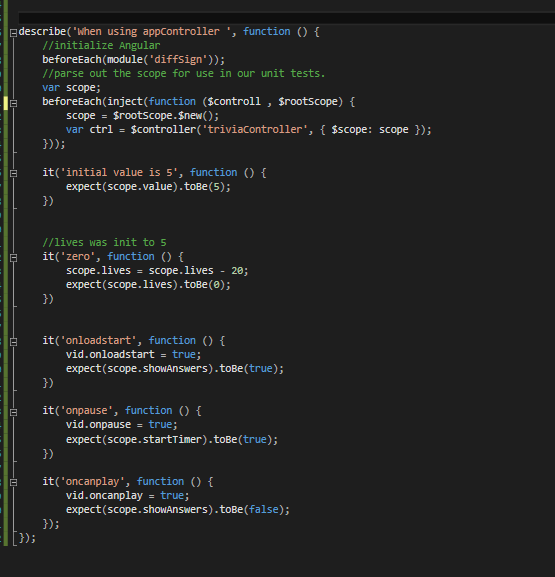 describe('When using appController ', function () {
//initialize Angular
beforeEach(module('diffSign'));
//parse out the scope for use in our unit tests.
var scope;
beforeEach(inject(function ($controll , $rootScope) {
scope = $rootScope.$new();
var ctrl = $controller('triviaController', { $scope: scope });
}));
it('initial value is 5', function () {
expect(scope.value).toBe(5);
})
//lives was init to 5
it('zero', function () {
scope.lives = scope.lives - 20;
expect(scope.lives).toBe(0);
})
it('onloadstart', function () {
vid.onloadstart = true;
expect(scope.showAnswers).toBe(true);
})
it('onpause', function () {
vid.onpause = true;
expect(scope.startTimer).toBe(true);
})
it('oncanplay', function () {
vid.oncanplay = true;
expect(scope.showAnswers).toBe(false);
});
});